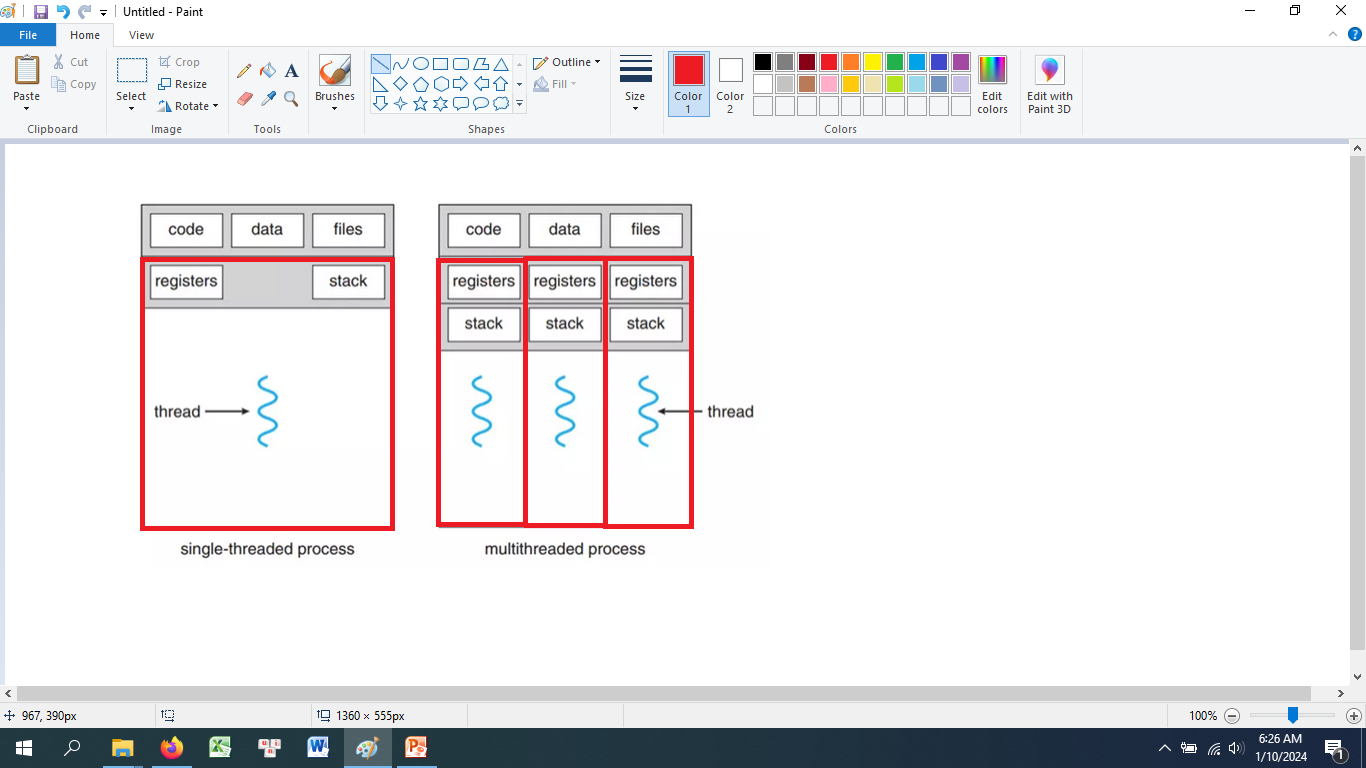 Untitled - Paint
File Home View
Paste
Cut
Copy
Clipboard
Select
Crop
Resize
Rotate
Image
A
Tools
Brushes
Outline
Fill
Shapes
Size
Color 1
Color 2
Edit colors
Edit with Paint 3D
Colors
code data files code data files
registers stack registers registers registers
stack stack stack
thread thread
single-threaded process multithreaded process
967, 390px 1360 × 555px 100%
6:26 AM
1/10/2024
1